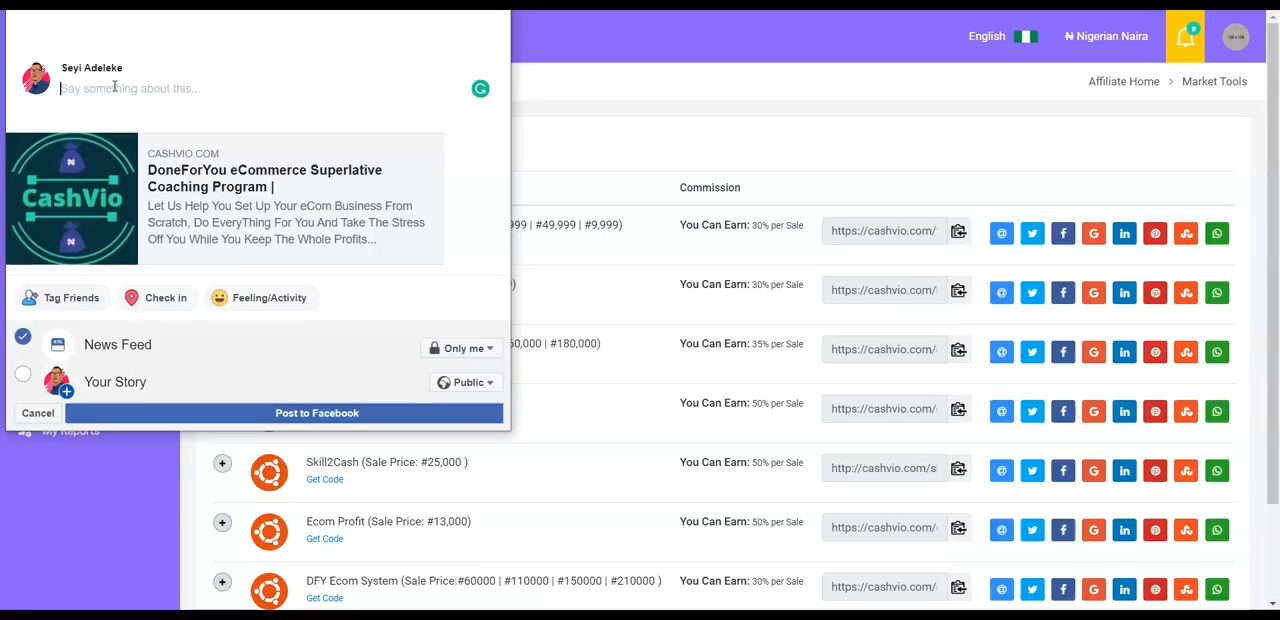 English
₦ Nigerian Naira
0
Affiliate Home > Market Tools
Seyi Adeleke
Say something about this...
CashVio
CASHVIO.COM
DoneForYou eCommerce Superlative
Coaching Program |
Let Us Help You Set Up Your eCom Business From
Scratch, Do EveryThing For You And Take The Stress
Off You While You Keep The Whole Profits...
Tag Friends
Check in
Feeling/Activity
News Feed
Only me
Your Story
Public
Cancel
Post to Facebook
My Reports
Commission
999 | #49,999 | #9,999)
You Can Earn: 30% per Sale
https://cashvio.com/
)
You Can Earn: 30% per Sale
https://cashvio.com/
60,000 | #180,000)
You Can Earn: 35% per Sale
https://cashvio.com/
You Can Earn: 50% per Sale
https://cashvio.com/
Skill2Cash (Sale Price: #25,000 )
Get Code
You Can Earn: 50% per Sale
http://cashvio.com/s
Ecom Profit (Sale Price: #13,000)
Get Code
You Can Earn: 50% per Sale
https://cashvio.com/
DFY Ecom System (Sale Price:#60000 | #110000 | #150000 | #210000 )
Get Code
You Can Earn: 30% per Sale
https://cashvio.com/